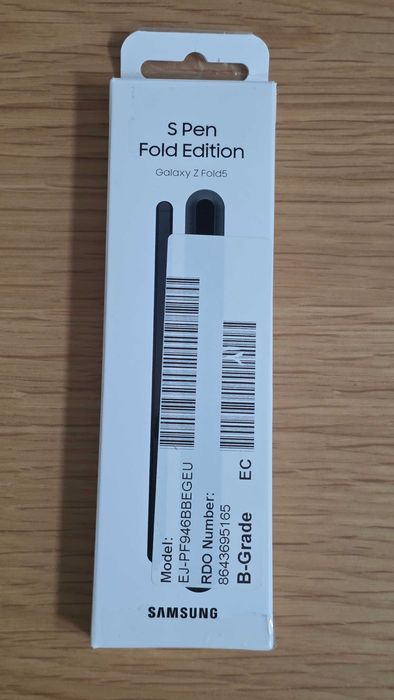 S Pen
Fold Edition
Galaxy Z Fold5
Model:
EJ-PF946BBEGEU
RDO Number:
8643695165
B-Grade EC
SAMSUNG